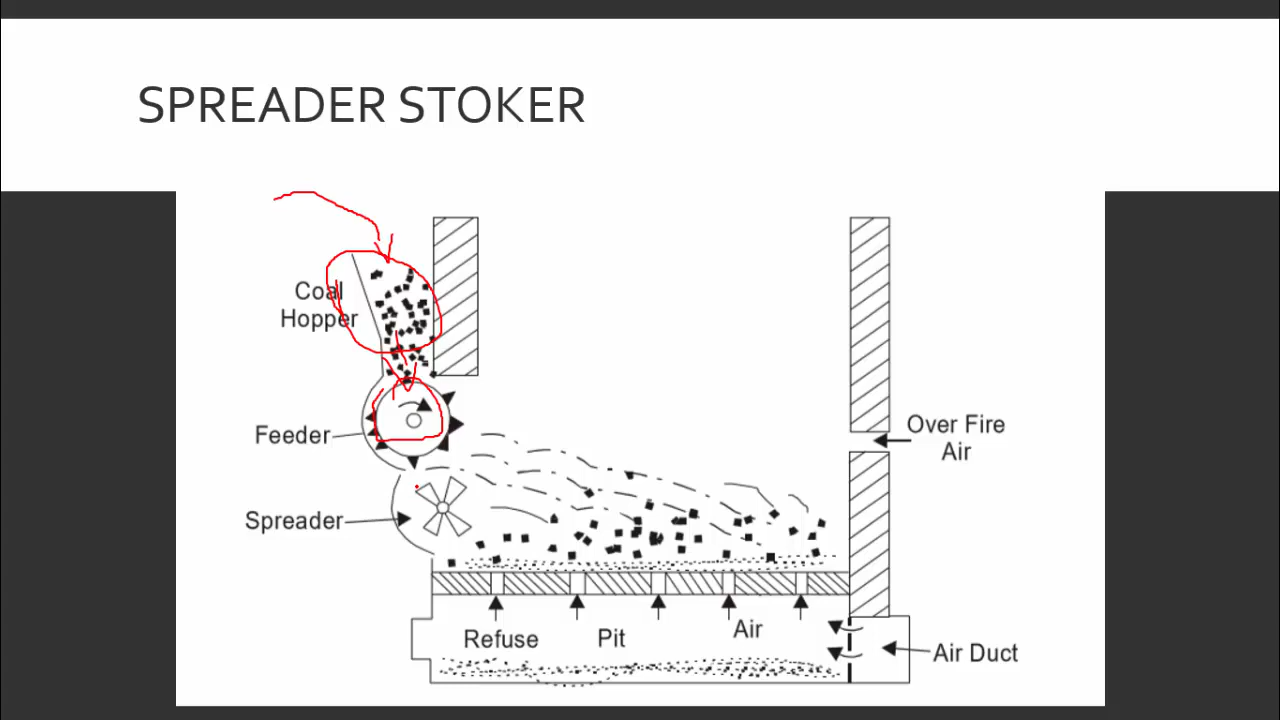 SPREADER STOKER
Coal
Hopper
Feeder
Over Fire
Air
Spreader
Refuse Pit Air
Air Duct